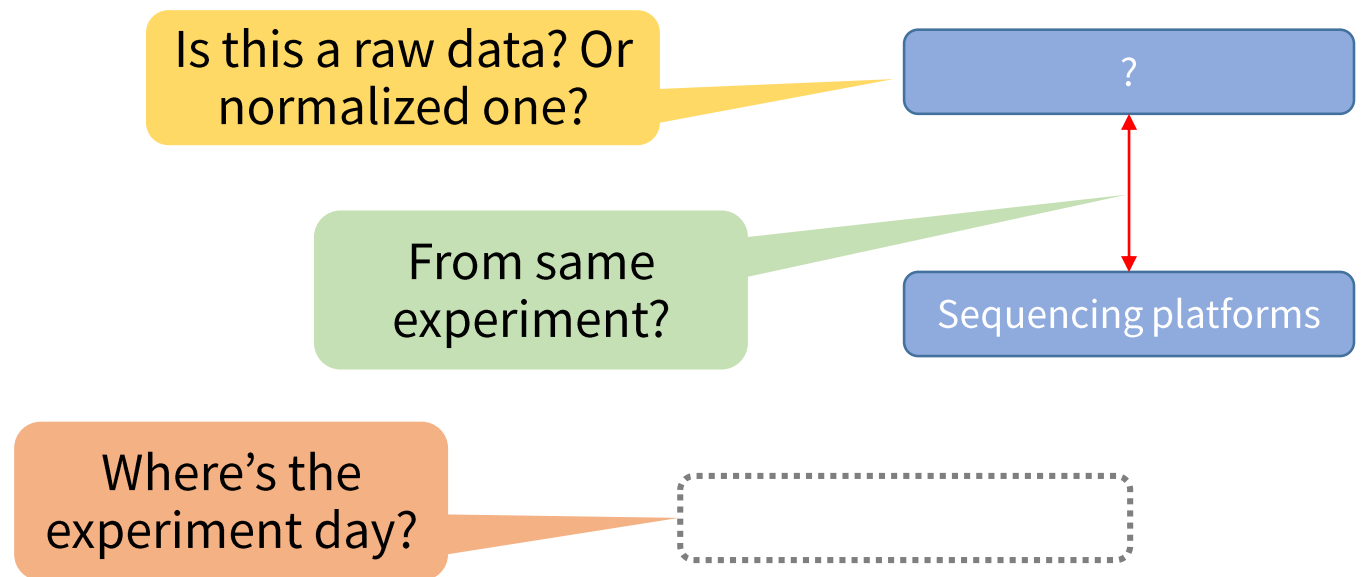 Is this a raw data? Or
normalized one?
?
From same
experiment?
Sequencing platforms
Where’s the
experiment day?